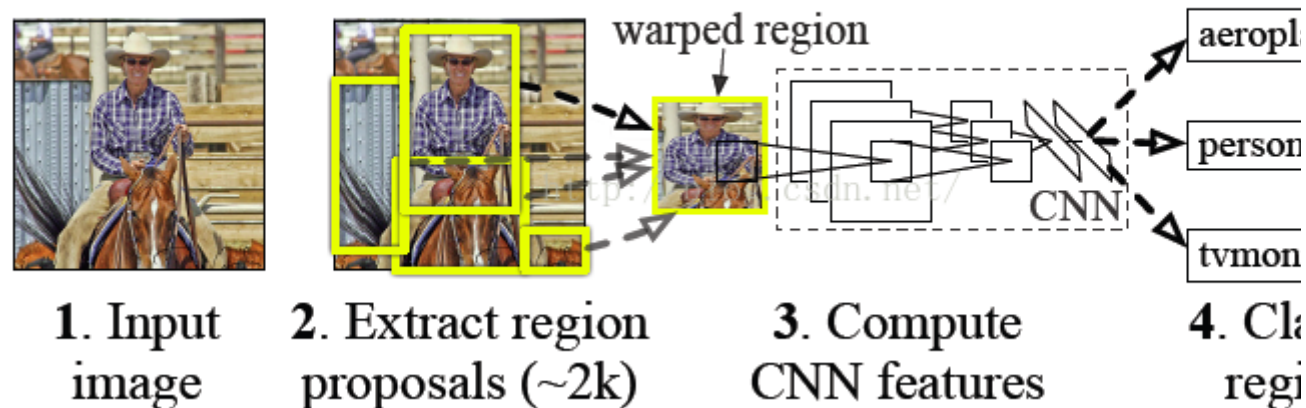 warped region
aeropl
person
tvmon
CNN
1. Input
image
2. Extract region
proposals (~2k)
3. Compute
CNN features
4. Cla
regi